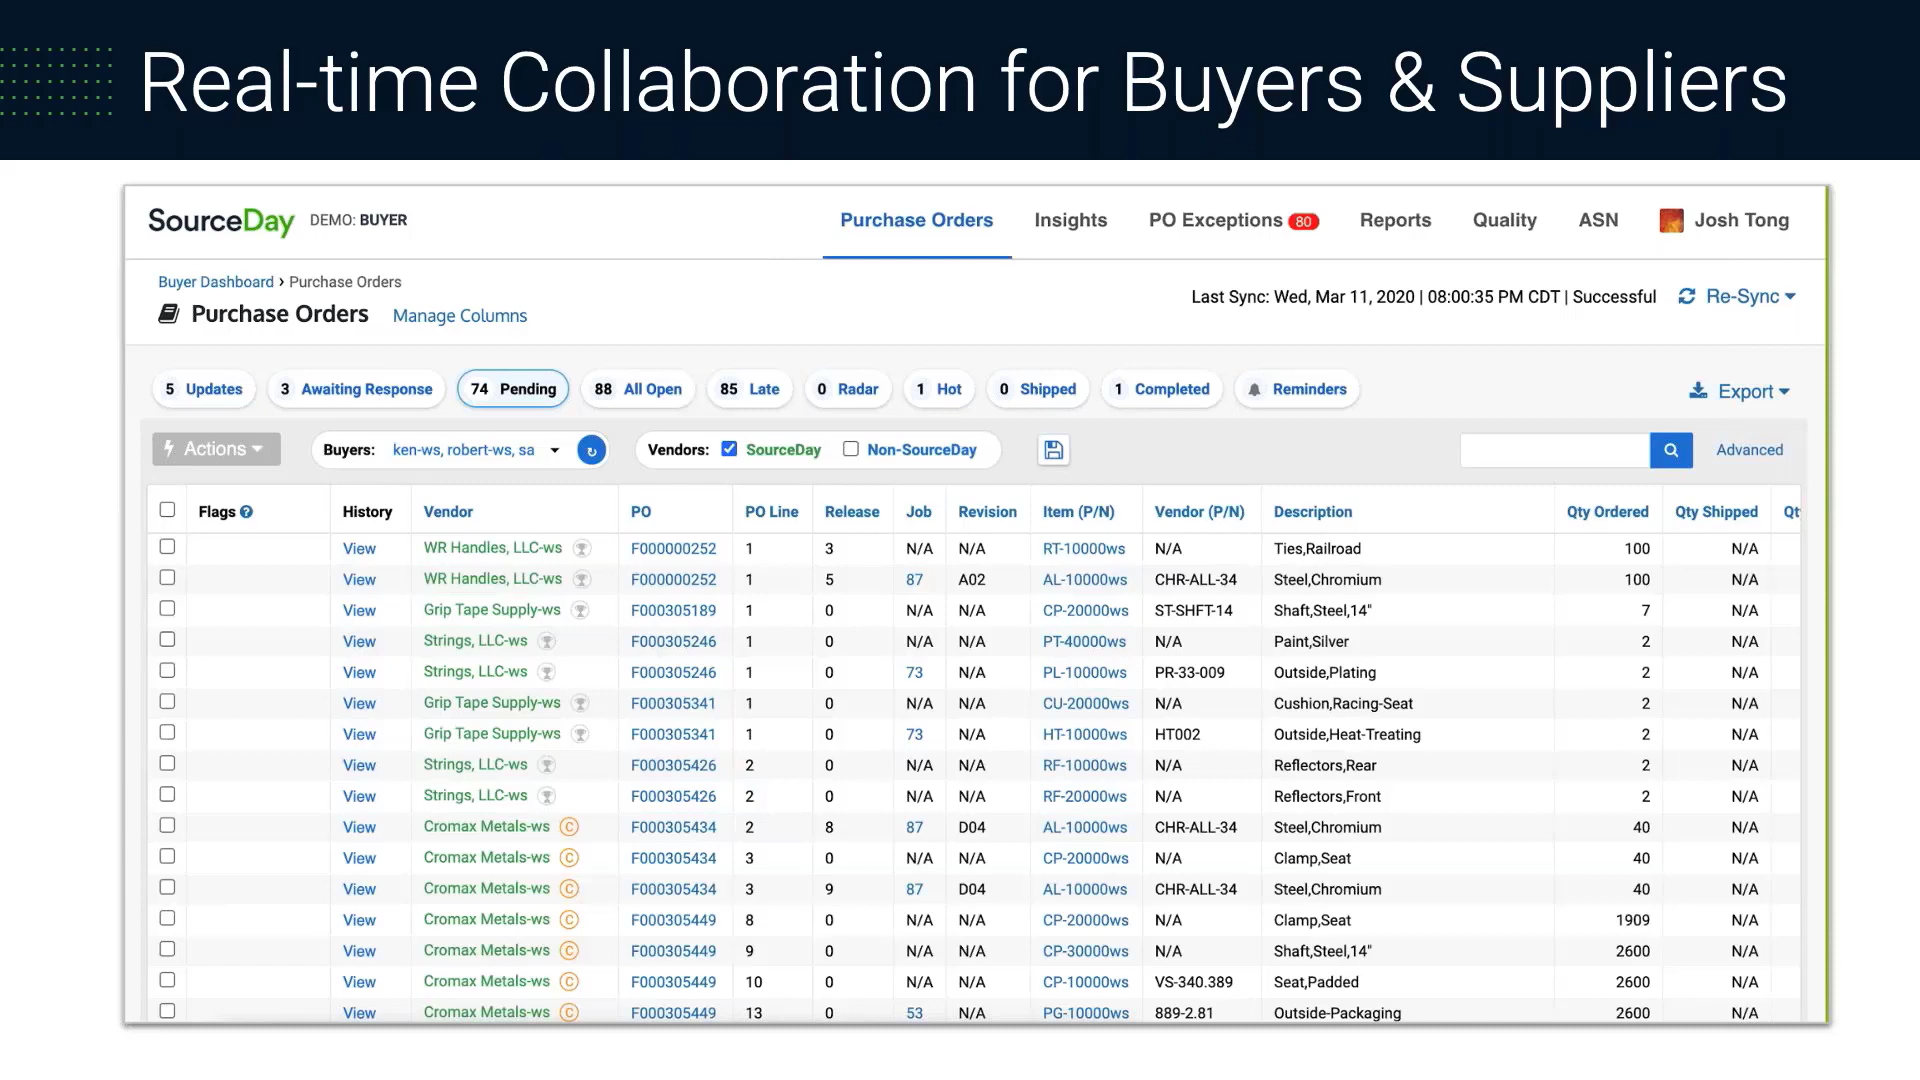 Real-time Collaboration for Buyers & Suppliers
SourceDay DEMO: BUYER Purchase Orders Insights PO Exceptions 80 Reports Quality ASN Josh Tong
Buyer Dashboard › Purchase Orders
Purchase Orders Manage Columns
Last Sync: Wed, Mar 11, 2020 | 08:00:35 PM CDT | Successful Re-Sync
5 Updates 3 Awaiting Response 74 Pending 88 All Open 85 Late 0 Radar 1 Hot 0 Shipped 1 Completed Reminders Export
Actions Buyers: ken-ws, robert-ws, sa Vendors: SourceDay Non-SourceDay Advanced
Flags History Vendor PO PO Line Release Job Revision Item (P/N) Vendor (P/N) Description Qty Ordered Qty Shipped
View WR Handles, LLC-ws F000000252 1 3 N/A N/A RT-10000ws N/A Ties,Railroad 100 N/A
View WR Handles, LLC-ws F000000252 1 5 87 A02 AL-10000ws CHR-ALL-34 Steel,Chromium 100 N/A
View Grip Tape Supply-ws F000305189 1 0 N/A N/A CP-20000ws ST-SHFT-14 Shaft,Steel,14" 7 N/A
View Strings, LLC-ws F000305246 1 0 N/A N/A PT-40000ws N/A Paint,Silver 2 N/A
View Strings, LLC-ws F000305246 1 0 73 N/A PL-10000ws PR-33-009 Outside,Plating 2 N/A
View Grip Tape Supply-ws F000305341 1 0 N/A N/A CU-20000ws N/A Cushion,Racing-Seat 2 N/A
View Grip Tape Supply-ws F000305341 1 0 73 N/A HT-10000ws HT002 Outside,Heat-Treating 2 N/A
View Strings, LLC-ws F000305426 2 0 N/A N/A RF-10000ws N/A Reflectors,Rear 2 N/A
View Strings, LLC-ws F000305426 2 0 N/A N/A RF-20000ws N/A Reflectors,Front 2 N/A
View Cromax Metals-ws C F000305434 2 8 87 D04 AL-10000ws CHR-ALL-34 Steel,Chromium 40 N/A
View Cromax Metals-ws C F000305434 3 0 N/A N/A CP-20000ws N/A Clamp,Seat 40 N/A
View Cromax Metals-ws C F000305434 3 9 87 D04 AL-10000ws CHR-ALL-34 Steel,Chromium 40 N/A
View Cromax Metals-ws C F000305449 8 0 N/A N/A CP-20000ws N/A Clamp,Seat 1909 N/A
View Cromax Metals-ws C F000305449 9 0 N/A N/A CP-30000ws N/A Shaft,Steel,14" 2600 N/A
View Cromax Metals-ws C F000305449 10 0 N/A N/A CP-10000ws VS-340.389 Seat,Padded 2600 N/A
View Cromax Metals-ws C F000305449 13 0 53 N/A PG-10000ws 889-2.81 Outside-Packaging 2600 N/A